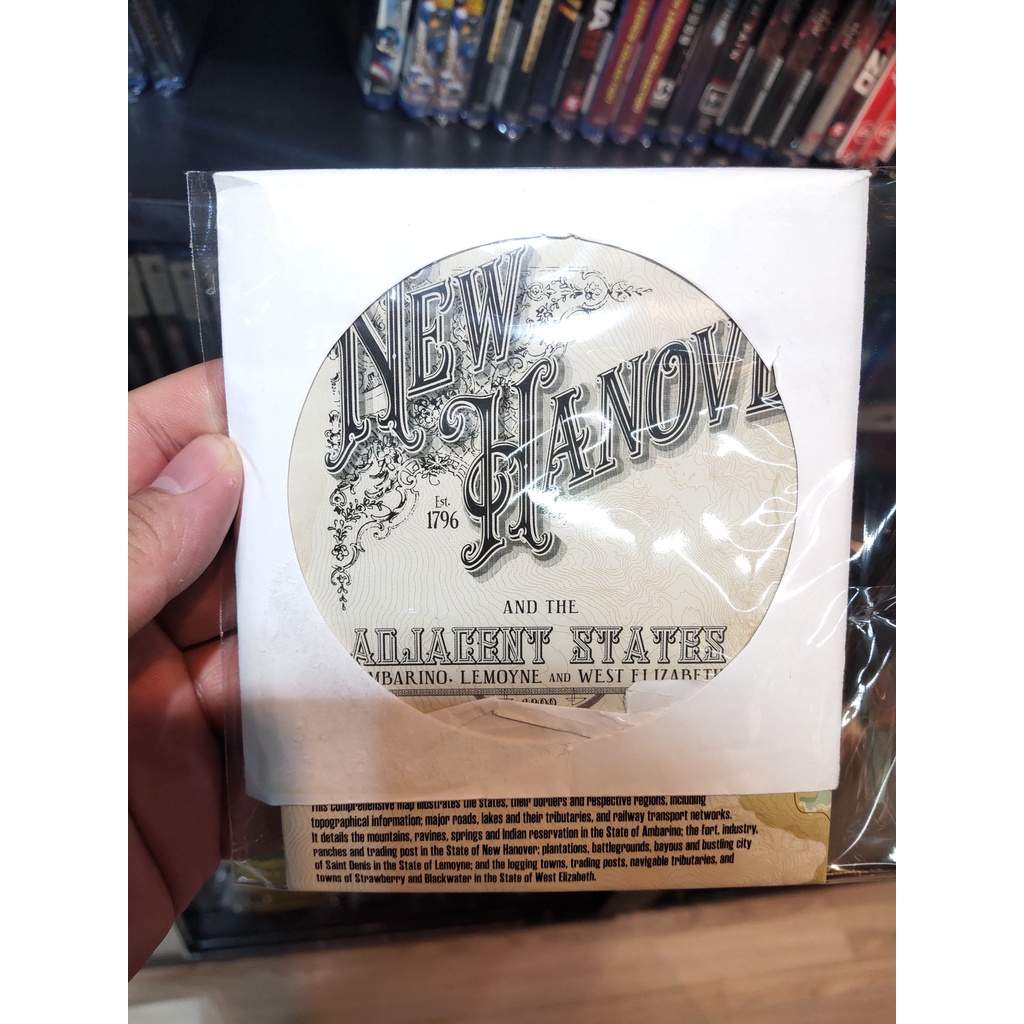 NEW
HANOVE
Est.
1796
AND THE
ADJACENT STATES
MBARINO, LEMOYNE AND WEST ELIZABETH
This comprehensive map illustrates the states, their borders and respective regions, including
topographical information; major roads, lakes and their tributaries, and railway transport networks.
It details the mountains, ravines, springs and Indian reservation in the State of Ambarino; the fort, industry,
ranches and trading post in the State of New Hanover; plantations, battlegrounds, bayous and bustling city
of Saint Denis in the State of Lemoyne; and the logging towns, trading posts, navigable tributaries, and
towns of Strawberry and Blackwater in the State of West Elizabeth.